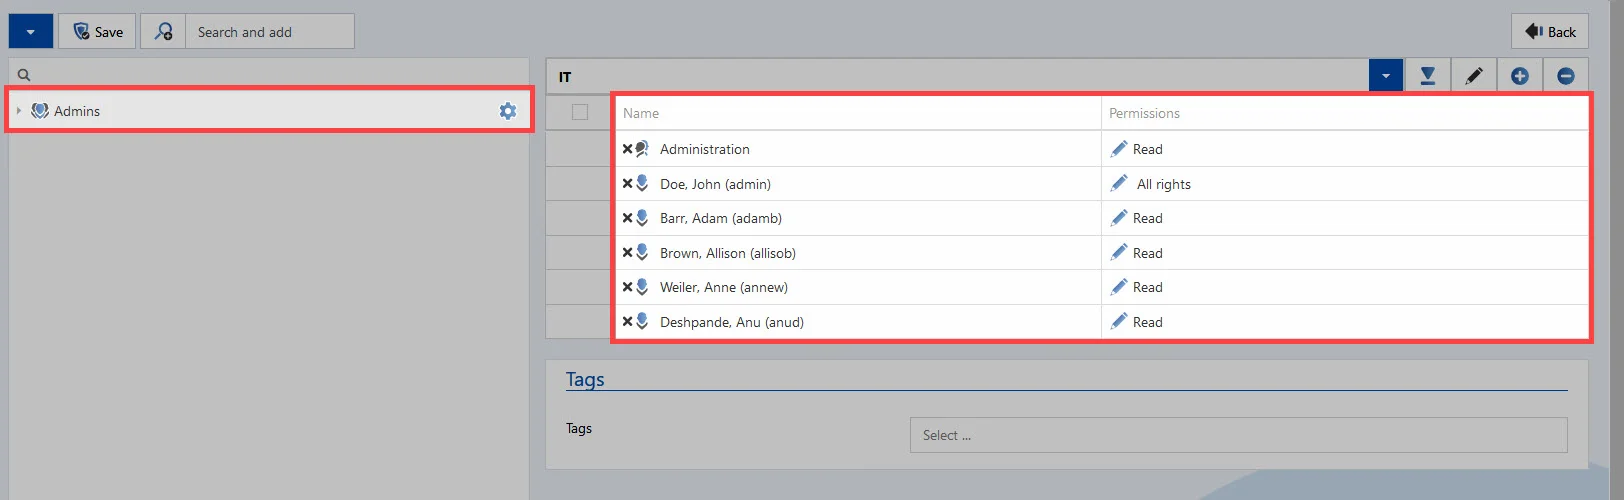 Save
Search and add
Back
Admins
IT
Name Permissions
Administration Read
Doe, John (admin) All rights
Barr, Adam (adamb) Read
Brown, Allison (allisob) Read
Weiler, Anne (annew) Read
Deshpande, Anu (anud) Read
Tags
Tags Select ...